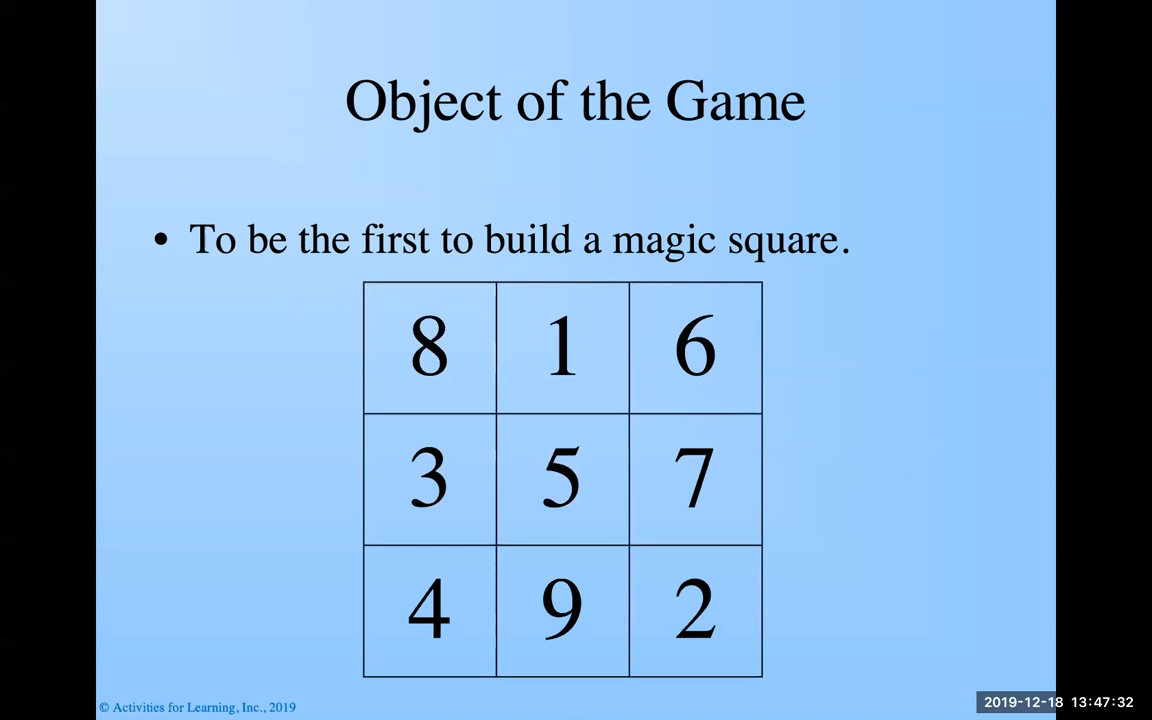 Object of the Game
• To be the first to build a magic square.
8 1 6
3 5 7
4 9 2
© Activities for Learning, Inc., 2019
2019-12-18 13:47:32